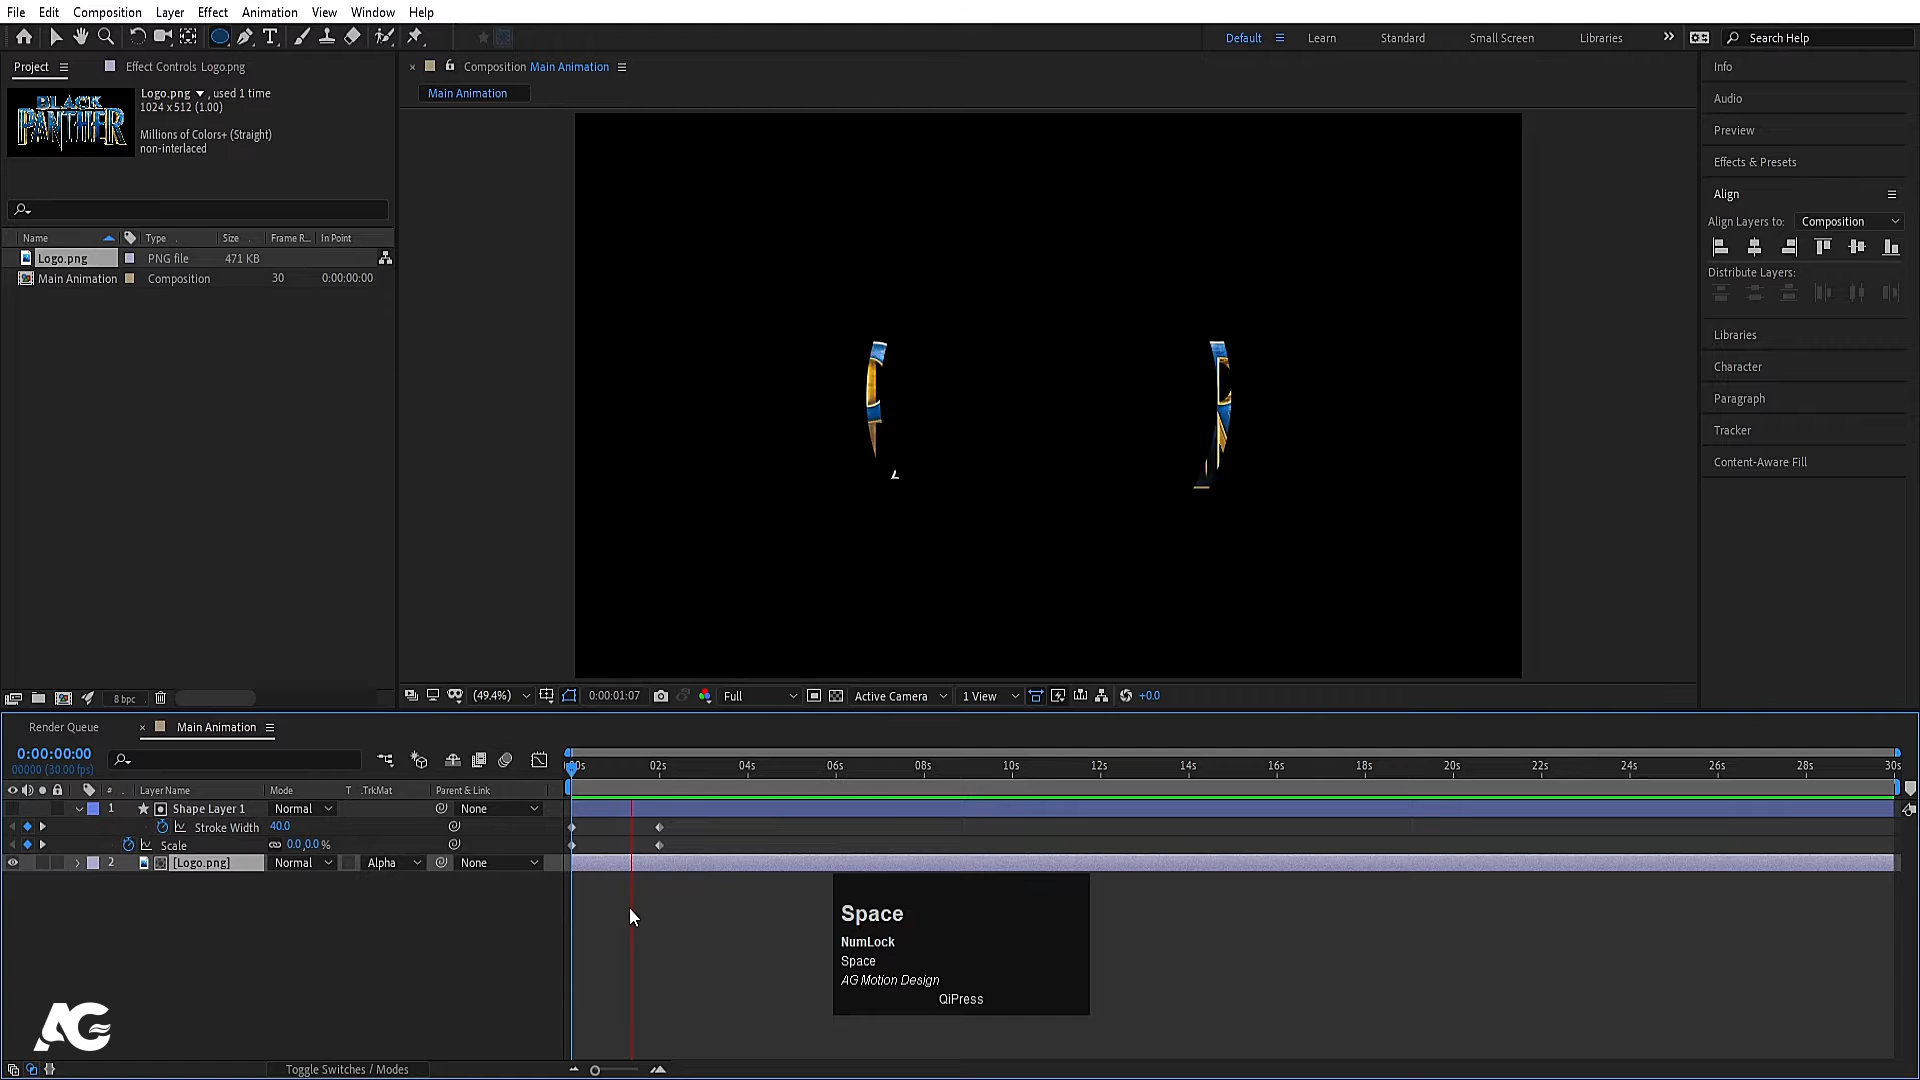 File Edit Composition Layer Effect Animation View Window Help
Default Learn Standard Small Screen Libraries Search Help
Project Effect Controls Logo.png
Composition Main Animation
Main Animation
BLACK
PANTHER
Logo.png , used 1 time
1024 x 512 (1.00)
Millions of Colors+ (Straight)
non-interlaced
Name Type Size Frame R... In Point
Logo.png PNG file 471 KB
Main Animation Composition 30 0:00:00:00
8 bpc
(49.4%) 0:00:01:07 Full Active Camera 1 View +0.0
Info
Audio
Preview
Effects & Presets
Align
Align Layers to: Composition
Distribute Layers:
Libraries
Character
Paragraph
Tracker
Content-Aware Fill
Render Queue Main Animation
0:00:00:00
00000 (30.00 fps)
02s 04s 06s 08s 10s 12s 14s 16s 18s 20s 22s 24s 26s 28s 30s
# Layer Name Mode T .TrkMat Parent & Link
1 Shape Layer 1 Normal None
Stroke Width 40.0
Scale 0.0,0.0 %
2 [Logo.png] Normal Alpha None
Space
NumLock
Space
AG Motion Design
QiPress
AG
Toggle Switches / Modes